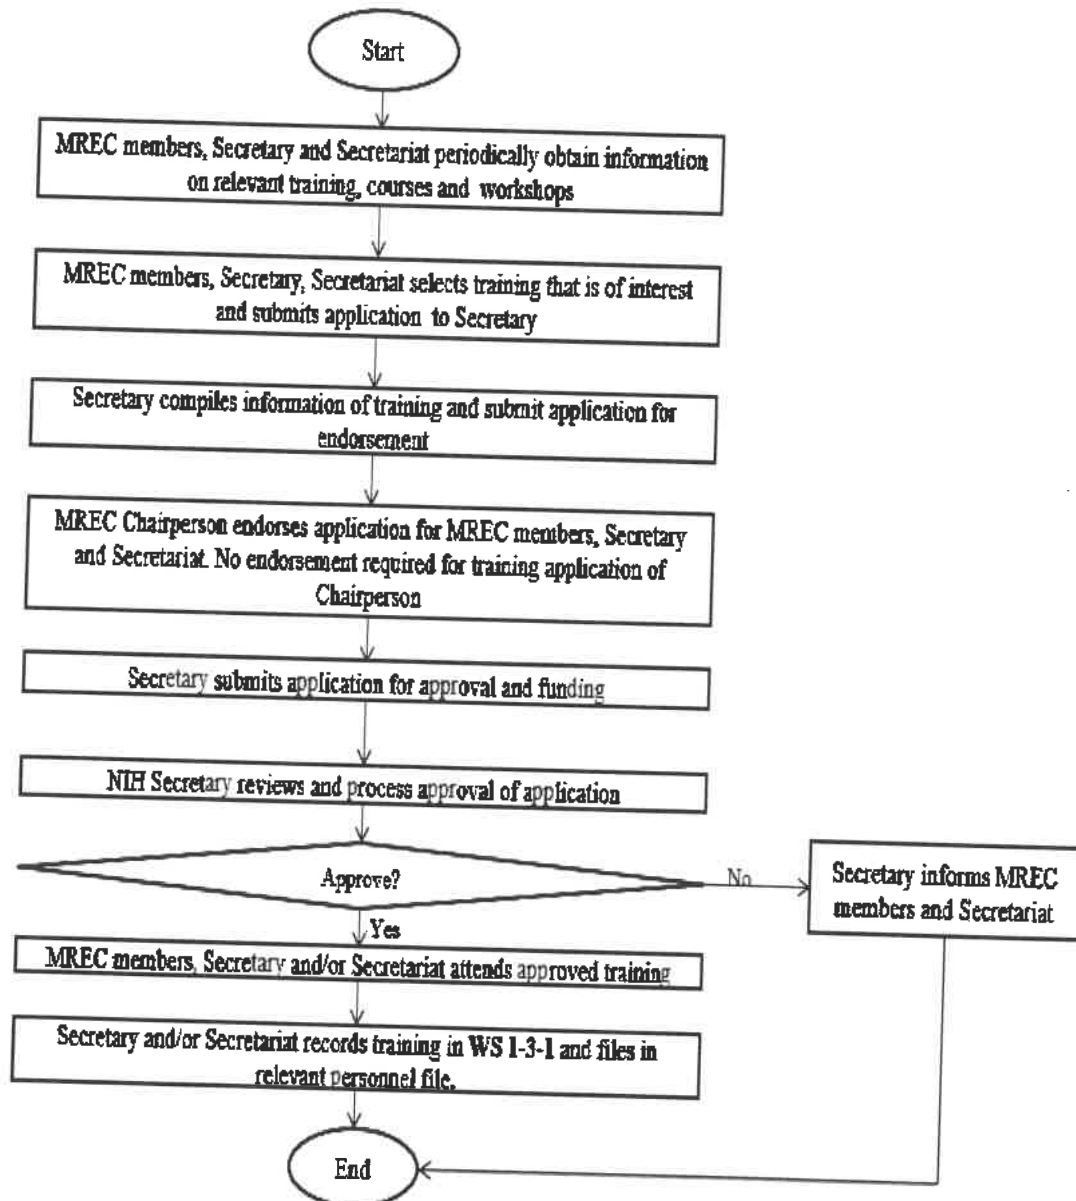 Start
MREC members, Secretary and Secretariat periodically obtain information
on relevant training, courses and workshops
MREC members, Secretary, Secretariat selects training that is of interest
and submits application to Secretary
Secretary compiles information of training and submit application for
endorsement
MREC Chairperson endorses application for MREC members, Secretary
and Secretariat. No endorsement required for training application of
Chairperson
Secretary submits application for approval and funding
NIH Secretary reviews and process approval of application
Approve?
No
Secretary informs MREC
members and Secretariat
Yes
MREC members, Secretary and/or Secretariat attends approved training
Secretary and/or Secretariat records training in WS 1-3-1 and files in
relevant personnel file.
End